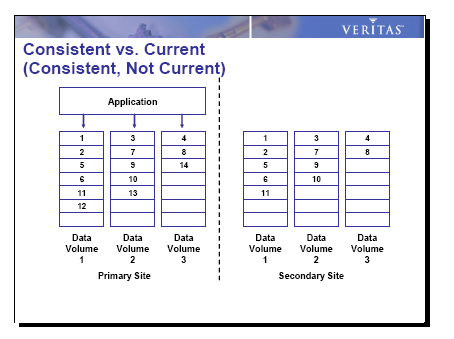 VERITAS™
Consistent vs. Current
(Consistent, Not Current)
Application
1 3 4 1 3 4
2 7 8 2 7 8
5 9 14 5 9
6 10 6 10
11 13 11
12
Data Data Data Data Data Data
Volume Volume Volume Volume Volume Volume
1 2 3 1 2 3
Primary Site Secondary Site